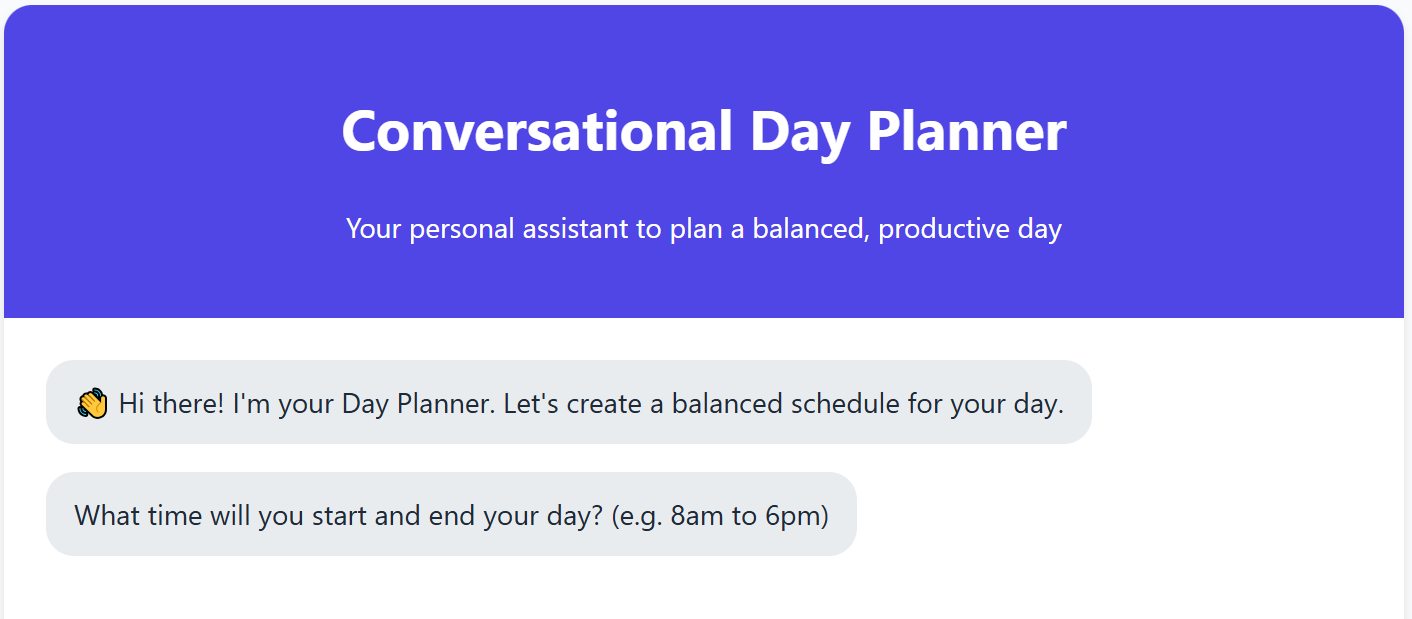 Conversational Day Planner
Your personal assistant to plan a balanced, productive day
👋 Hi there! I'm your Day Planner. Let's create a balanced schedule for your day.
What time will you start and end your day? (e.g. 8am to 6pm)